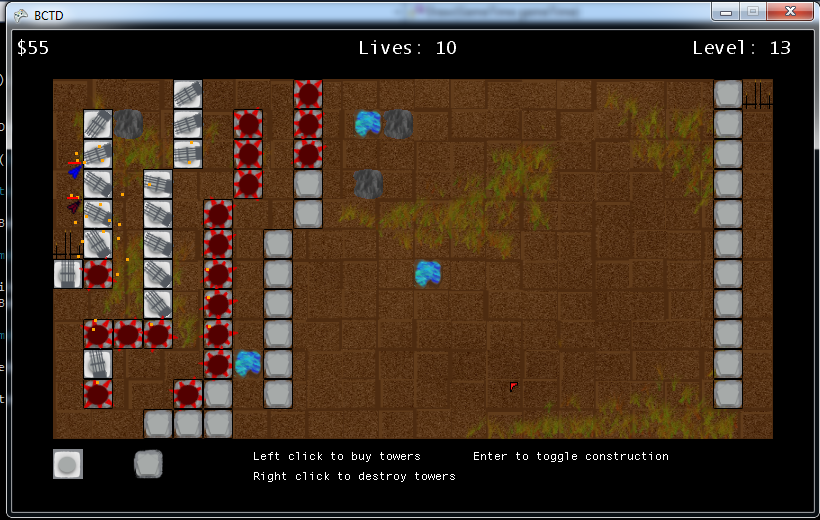 BCTD
$55 Lives: 10 Level: 13
Left click to buy towers Enter to toggle construction
Right click to destroy towers